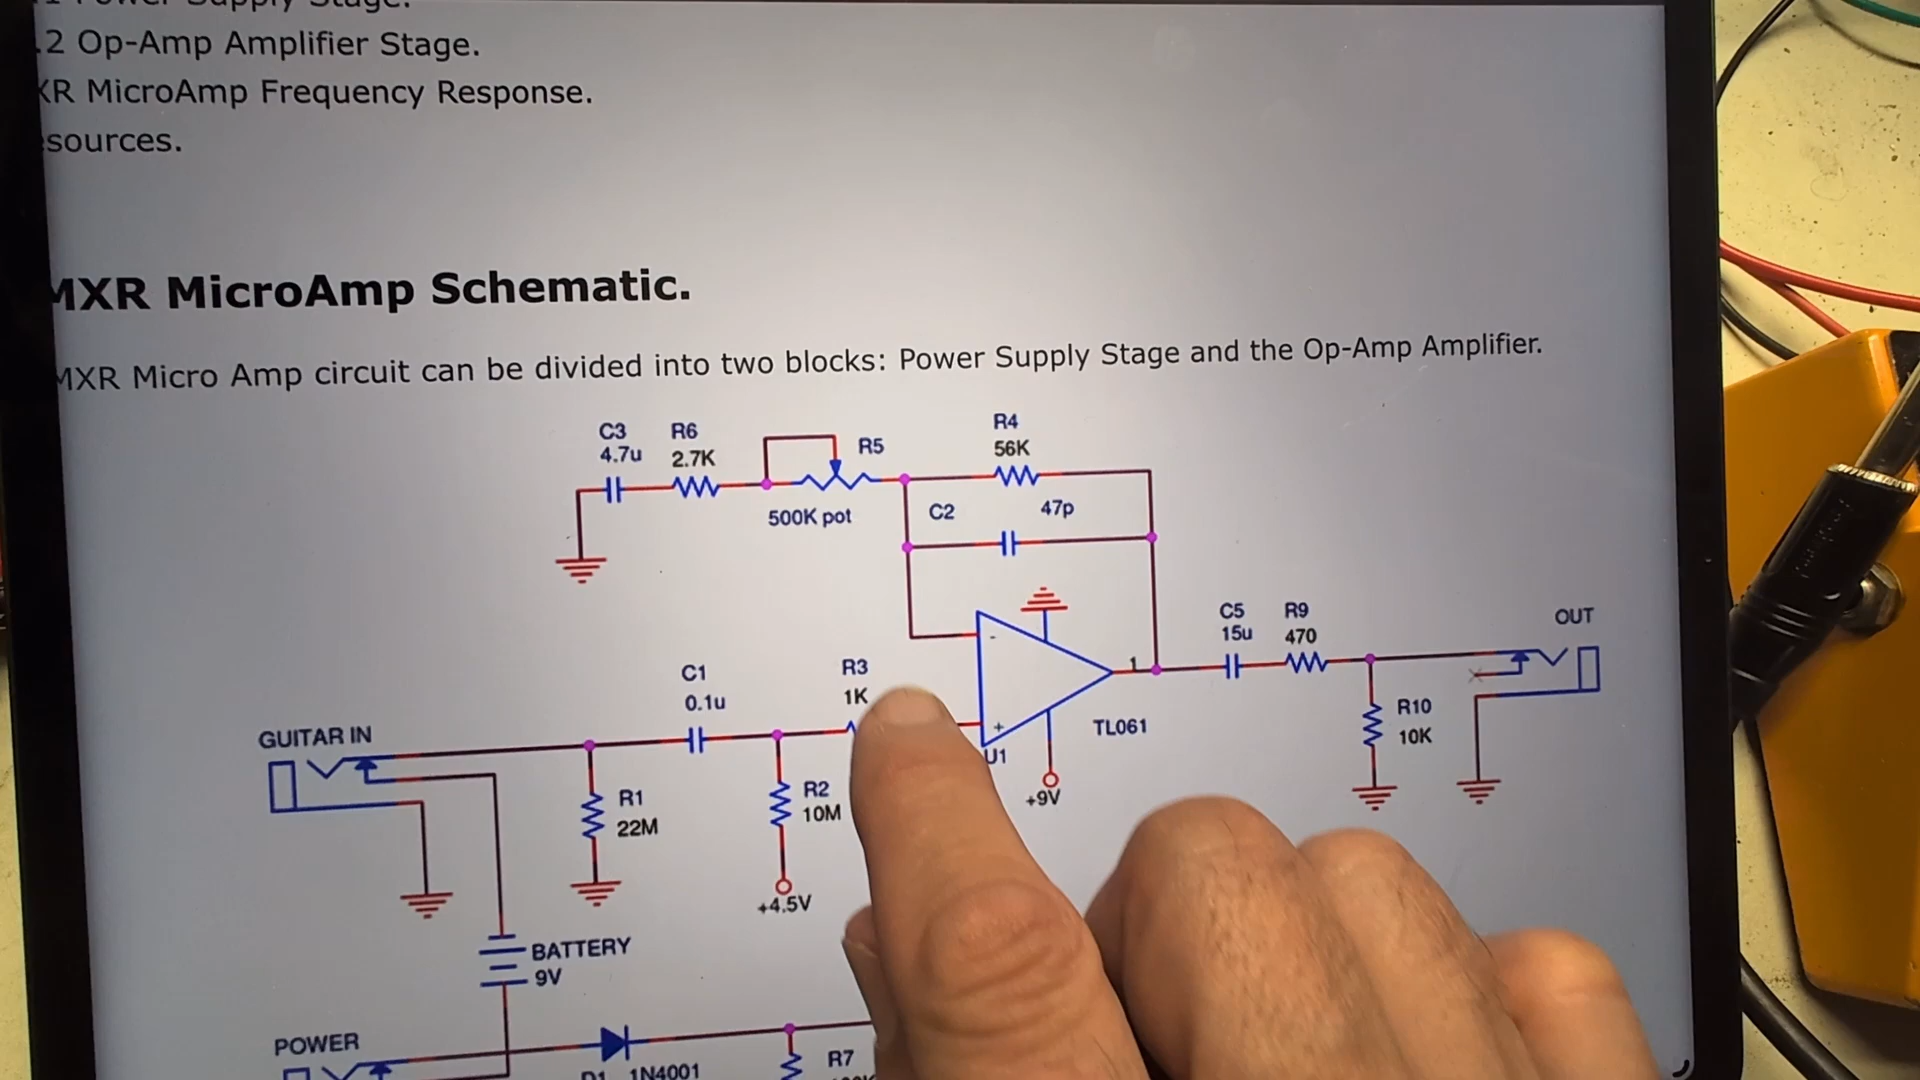 2 Op-Amp Amplifier Stage.
XR MicroAmp Frequency Response.
sources.
MXR MicroAmp Schematic.
MXR Micro Amp circuit can be divided into two blocks: Power Supply Stage and the Op-Amp Amplifier.
C3
4.7u
R6
2.7K
R5
500K pot
R4
56K
C2
47p
C1
0.1u
R3
1K
-
+
1
U1
TL061
+9V
C5
15u
R9
470
OUT
R10
10K
GUITAR IN
R1
22M
R2
10M
+4.5V
BATTERY
9V
POWER
D1 1N4001
R7